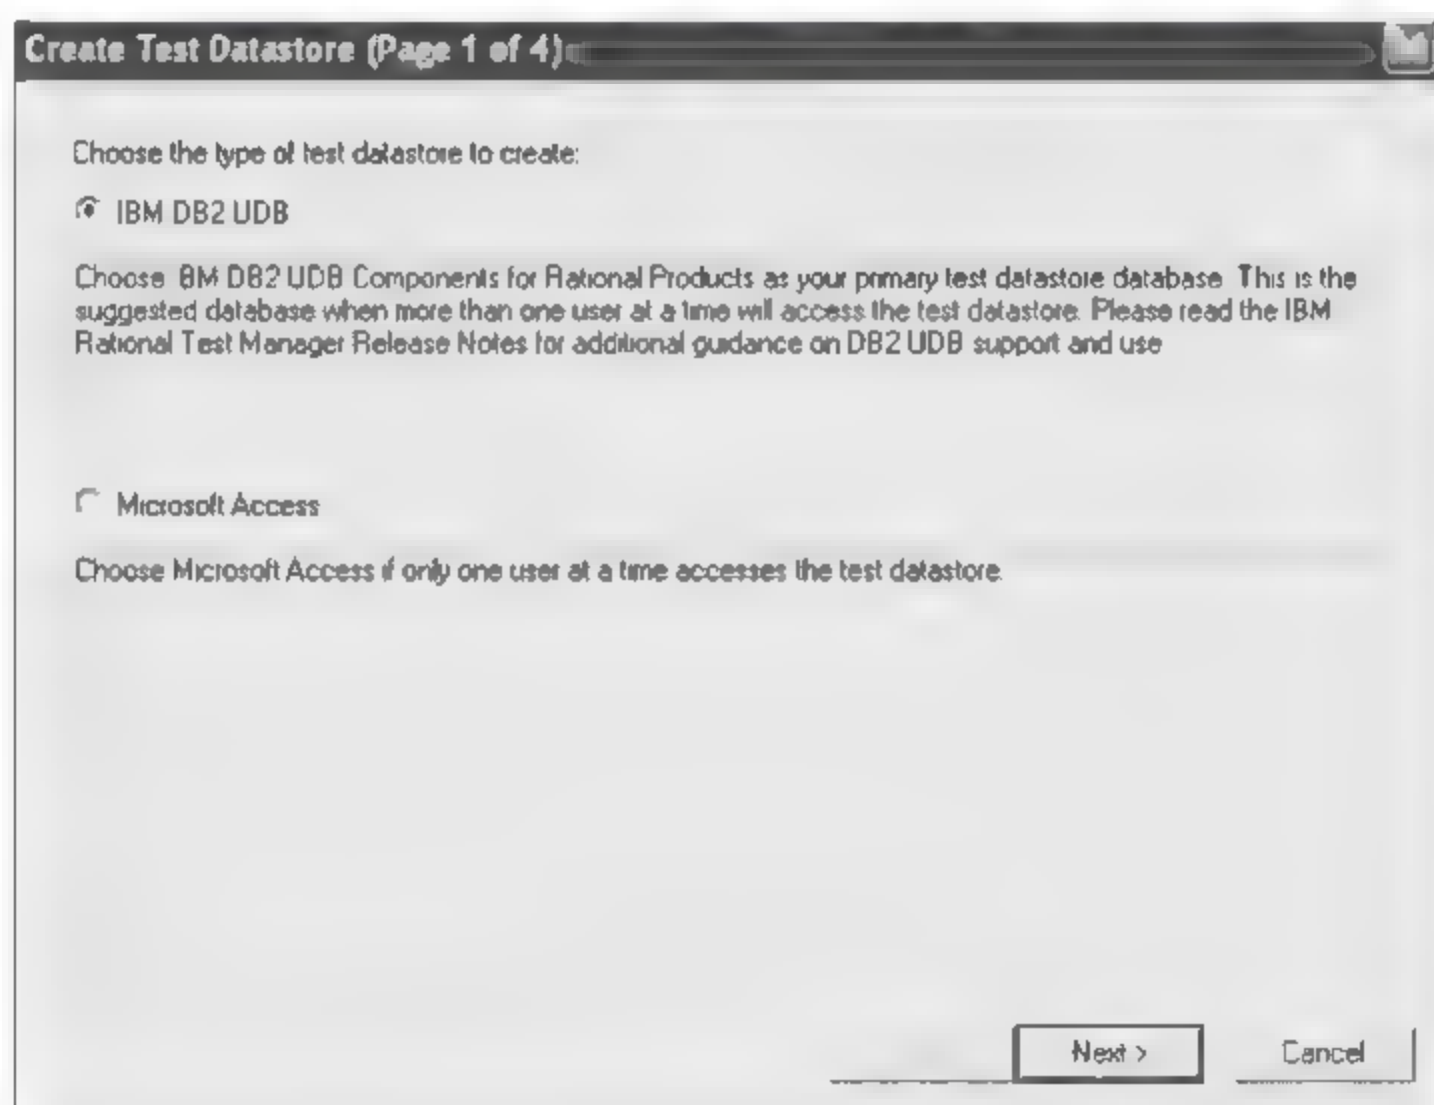 Create Test Datastore (Page 1 of 4)
Choose the type of test datastore to create:
IBM DB2 UDB
Choose BM DB2 UDB Components for Rational Products as your primary test datastore database. This is the
suggested database when more than one user at a time will access the test datastore. Please read the IBM
Rational Test Manager Release Notes for additional guidance on DB2 UDB support and use
Microsoft Access
Choose Microsoft Access if only one user at a time accesses the test datastore.
Next >
Cancel